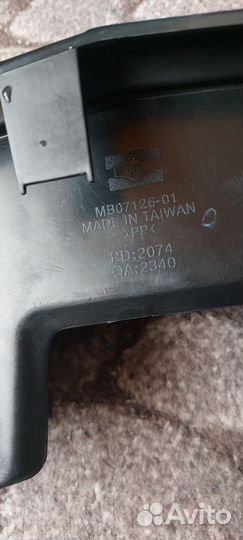 MB07126-01
MADE IN TAIWAN
>PP<
PD:2074
QA:2340
Avito